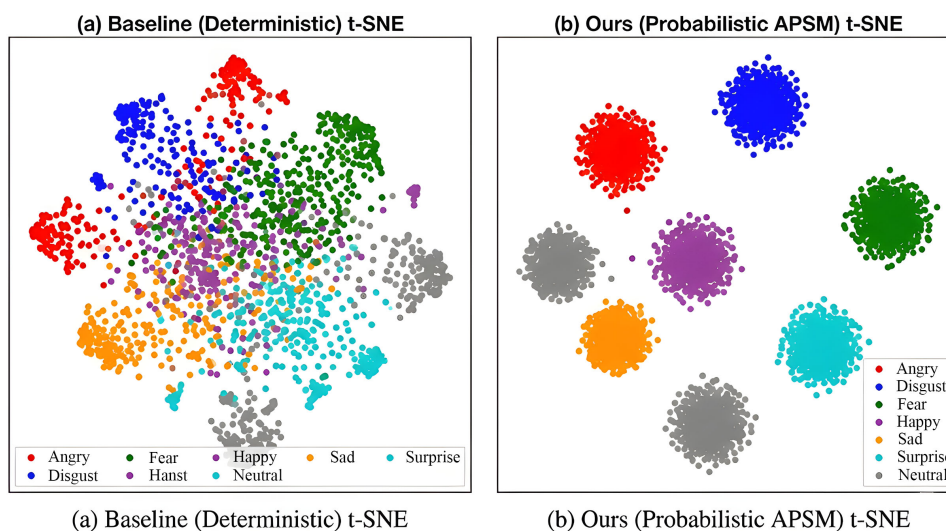 (a) Baseline (Deterministic) t-SNE
(b) Ours (Probabilistic APSM) t-SNE
Angry Fear Happy Sad Surprise
Disgust Hanst Neutral
Angry
Disgust
Fear
Happy
Sad
Surprise
Neutral
(a) Baseline (Deterministic) t-SNE
(b) Ours (Probabilistic APSM) t-SNE